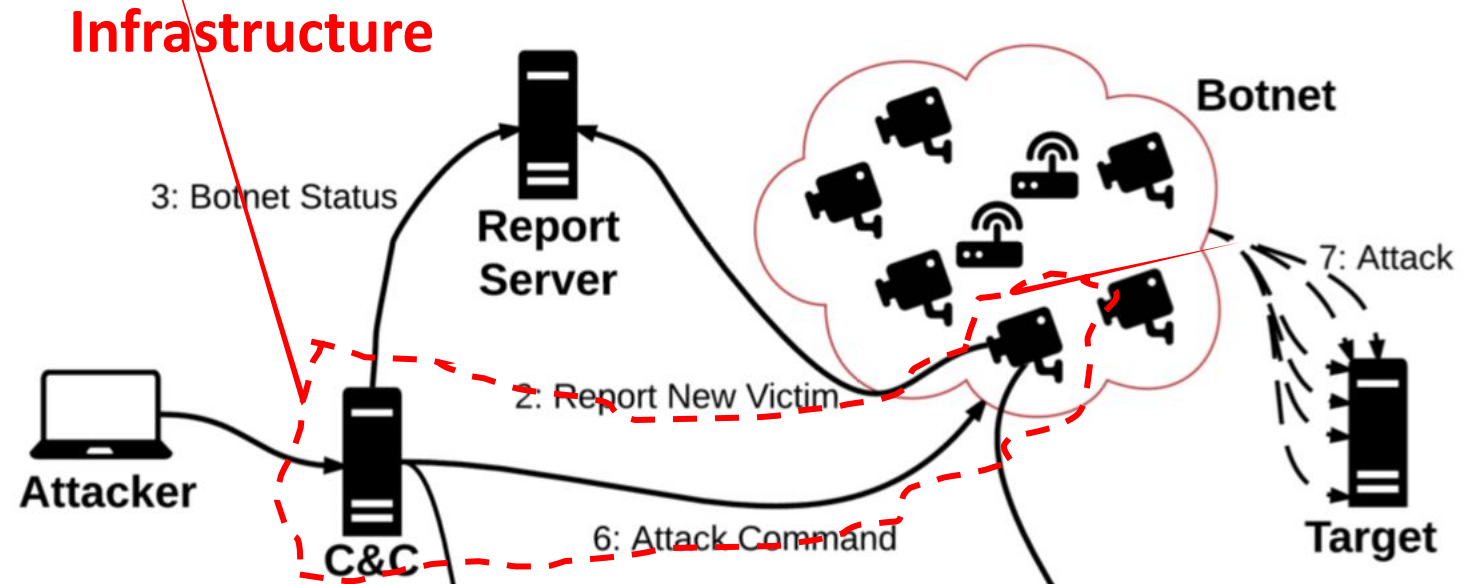 Infrastructure
Botnet
3: Botnet Status
Report
Server
7: Attack
2: Report New Victim
Attacker
6: Attack Command
Target
C&C